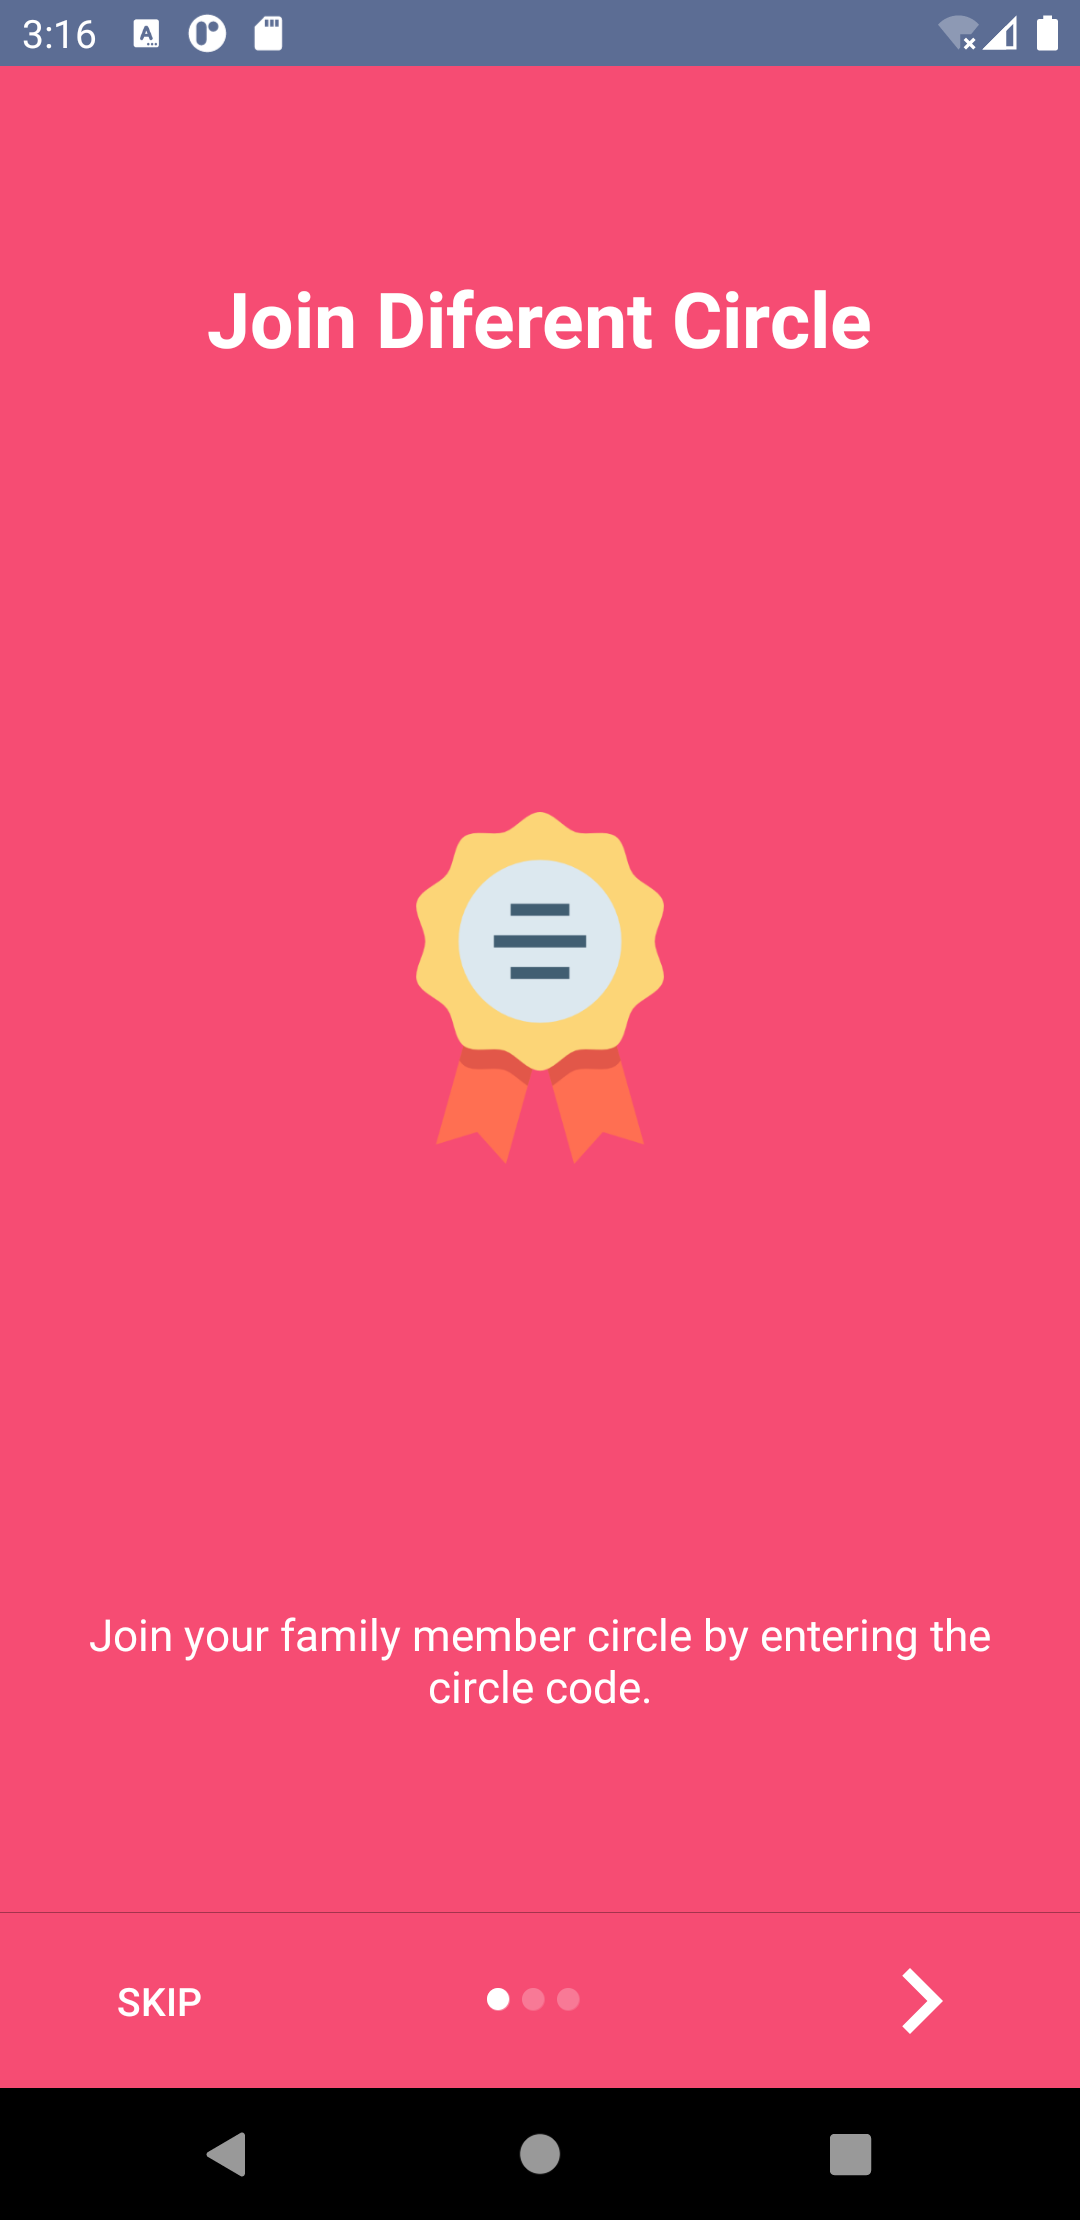 3:16
Join Diferent Circle
Join your family member circle by entering the
circle code.
SKIP